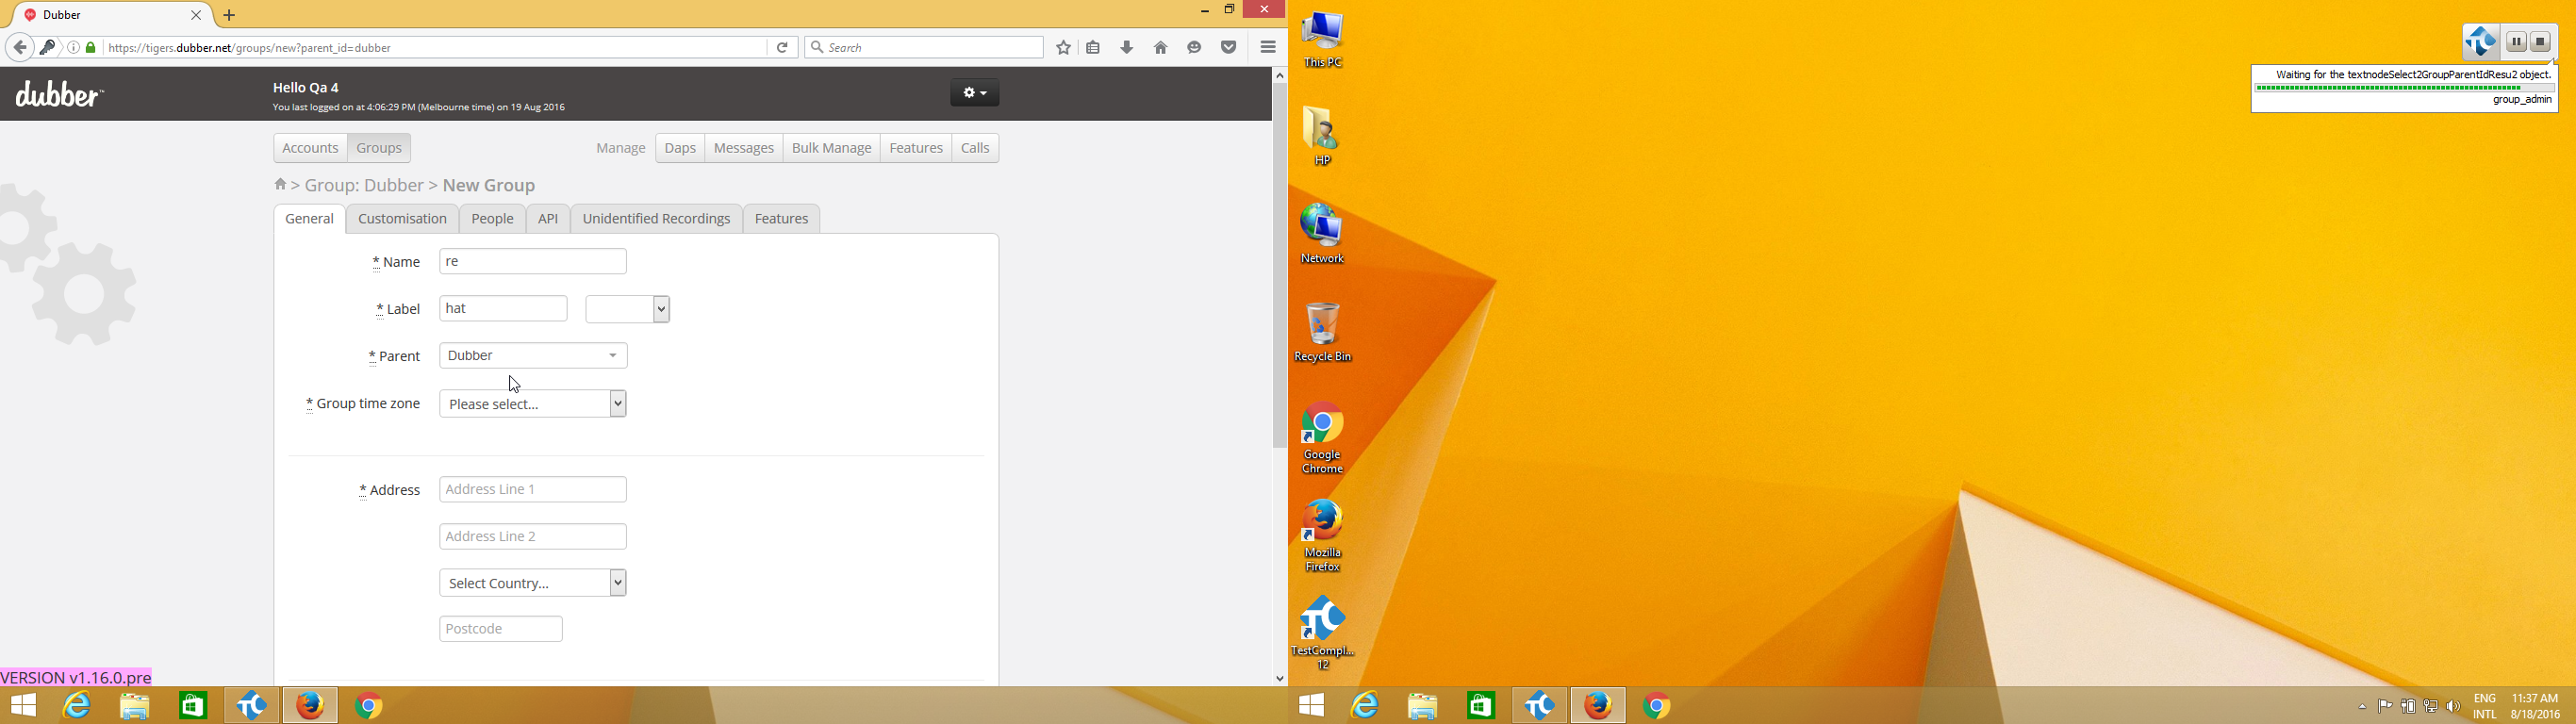 Dubber
https://tigers.dubber.net/groups/new?parent_id=dubber
Search
dubber™
Hello Qa 4
You last logged on at 4:06:29 PM (Melbourne time) on 19 Aug 2016
Accounts Groups Manage Daps Messages Bulk Manage Features Calls
> Group: Dubber > New Group
General Customisation People API Unidentified Recordings Features
* Name re
* Label hat
* Parent Dubber
* Group time zone Please select...
* Address Address Line 1
Address Line 2
Select Country...
Postcode
VERSION v1.16.0.pre
This PC
HP
Network
Recycle Bin
Google
Chrome
Mozilla
Firefox
TestCompl...
12
Waiting for the textnodeSelect2GroupParentIdResu2 object.
group_admin
ENG 11:37 AM
INTL 8/18/2016